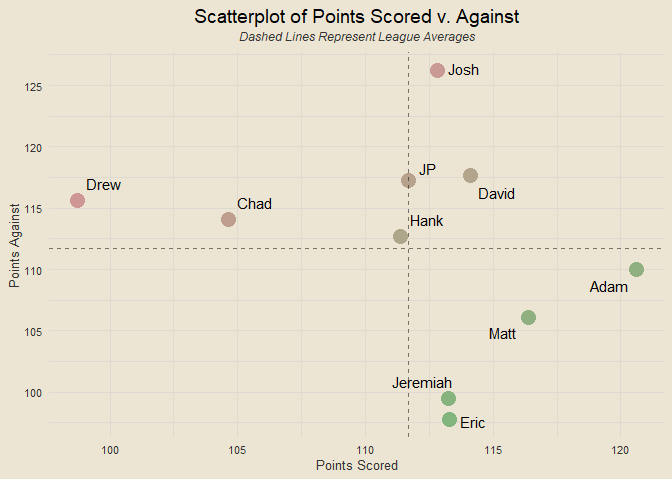 Scatterplot of Points Scored v. Against
Dashed Lines Represent League Averages
Josh
125
120
JP
David
Drew
Chad
115
Hank
110
Adam
Matt
105
Jeremiah
100
Eric
Points Against
100 105 110 115 120
Points Scored